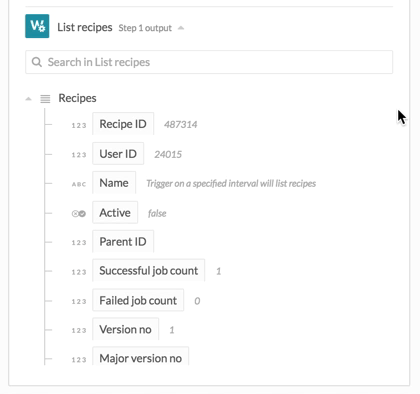 List recipes Step 1 output
Search in List recipes
Recipes
123 Recipe ID 487314
123 User ID 24015
ABC Name Trigger on a specified interval will list recipes
Active false
123 Parent ID
123 Successful job count 1
123 Failed job count 0
123 Version no 1
123 Major version no